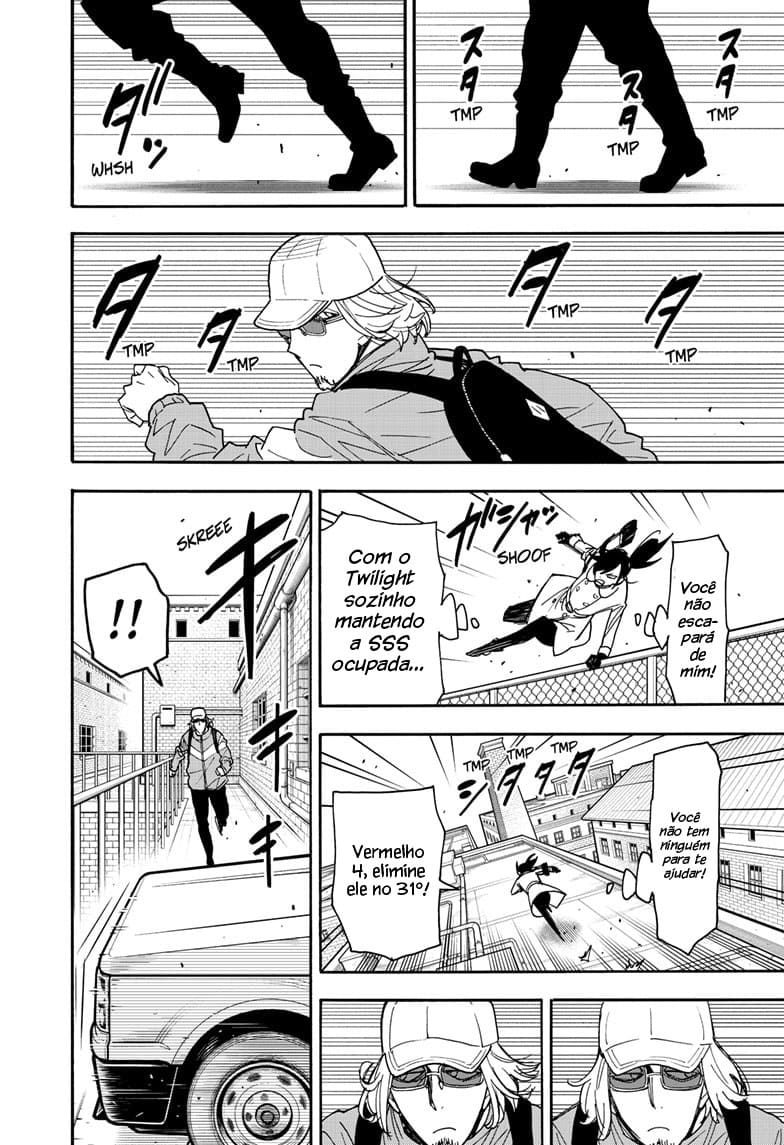 スタ
TMP
スタ
TMP
スタ
TMP
ダッ
WHSH
タ
TMP
タ
TMP
タ
TMP
タ
TMP
ガシャッ
SHOOF
Você
não
esca-
pará
de
mim!
Com o
Twilight
sozinho
mantendo
a SSS
ocupada...
TMP
TMP
TMP
シタタタ
Você
não tem
ninguém
para te
ajudar!
Vermelho
4, elimine
ele no 31°!
SKREEE
キキキ
!!